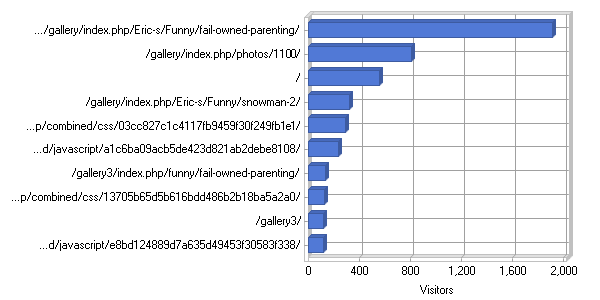 .../gallery/index.php/Eric-s/Funny/fail-owned-parenting/
/gallery/index.php/photos/1100/
/
/gallery/index.php/Eric-s/Funny/snowman-2/
...p/combined/css/03cc827c1c4117fb9459f30f249fb1e1/
...d/javascript/a1c6ba09acb5de423d821ab2debe8108/
/gallery3/index.php/funny/fail-owned-parenting/
...p/combined/css/13705b65d5b616bdd486b2b18ba5a2a0/
/gallery3/
...d/javascript/e8bd124889d7a635d49453f30583f338/
0 400 800 1,200 1,600 2,000
Visitors